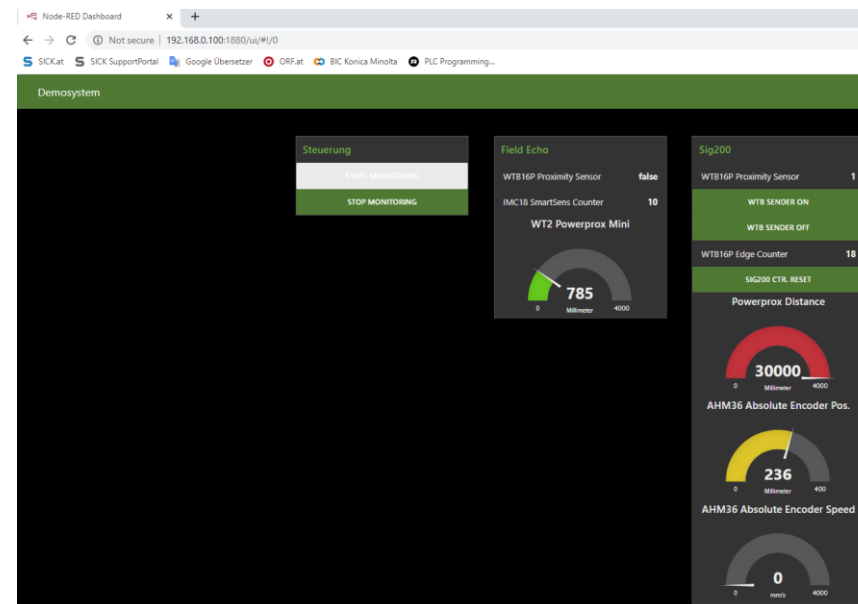 Node-RED Dashboard
Not secure | 192.168.0.100:1880/ui/#!/0
SICK.at SICK SupportPortal Google Übersetzer ORF.at BIC Konica Minolta PLC Programming...
Demosystem
Steuerung
START MONITORING
STOP MONITORING
Field Echo
WTB16P Proximity Sensor false
IMC18 SmartSens Counter 10
WT2 Powerprox Mini
785
0 Millimeter 4000
Sig200
WTB16P Proximity Sensor 1
WTB SENDER ON
WTB SENDER OFF
WTB16P Edge Counter 18
SIG200 CTR. RESET
Powerprox Distance
30000
0 Millimeter 4000
AHM36 Absolute Encoder Pos.
236
0 Millimeter 400
AHM36 Absolute Encoder Speed
0
0 mm/s 4000